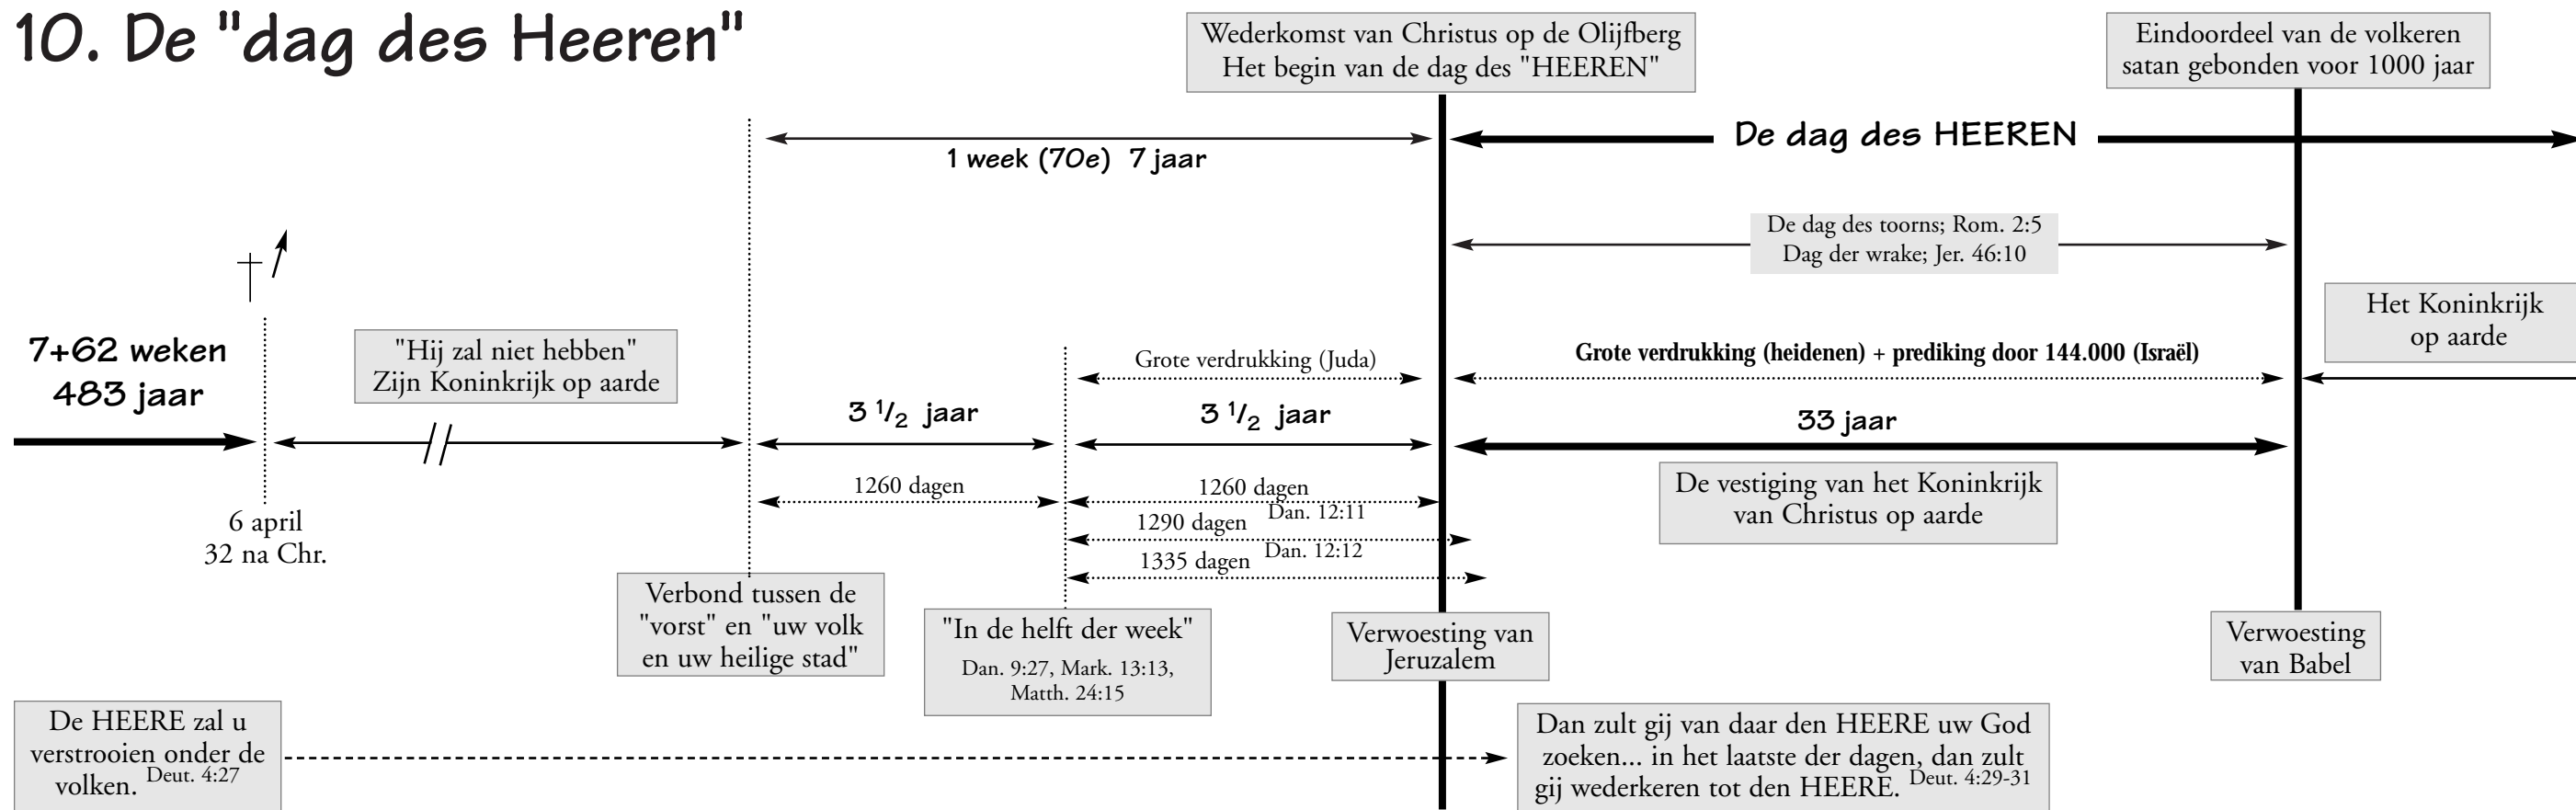 10. De "dag des Heeren"
Wederkomst van Christus op de Olijfberg
Het begin van de dag des "HEEREN"
Eindoordeel van de volkeren
satan gebonden voor 1000 jaar
1 week (70e) 7 jaar
De dag des HEEREN
De dag des toorns; Rom. 2:5
Dag der wrake; Jer. 46:10
Het Koninkrijk
op aarde
7+62 weken
483 jaar
"Hij zal niet hebben"
Zijn Koninkrijk op aarde
Grote verdrukking (Juda)
Grote verdrukking (heidenen) + prediking door 144.000 (Israël)
3 1/2 jaar
3 1/2 jaar
33 jaar
1260 dagen
1260 dagen
1290 dagen Dan. 12:11
1335 dagen Dan. 12:12
De vestiging van het Koninkrijk
van Christus op aarde
6 april
32 na Chr.
Verbond tussen de
"vorst" en "uw volk
en uw heilige stad"
"In de helft der week"
Dan. 9:27, Mark. 13:13,
Matth. 24:15
Verwoesting van
Jeruzalem
Verwoesting
van Babel
De HEERE zal u
verstrooien onder de
volken. Deut. 4:27
Dan zult gij van daar den HEERE uw God
zoeken... in het laatste der dagen, dan zult
gij wederkeren tot den HEERE. Deut. 4:29-31